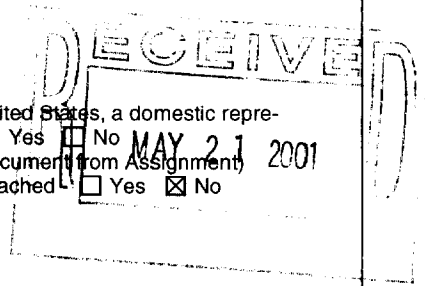 RECEIVED
ited States, a domestic repre-
Yes ☐ No
MAY 21 2001
cument from Assignment)
ached ☐ Yes ☒ No